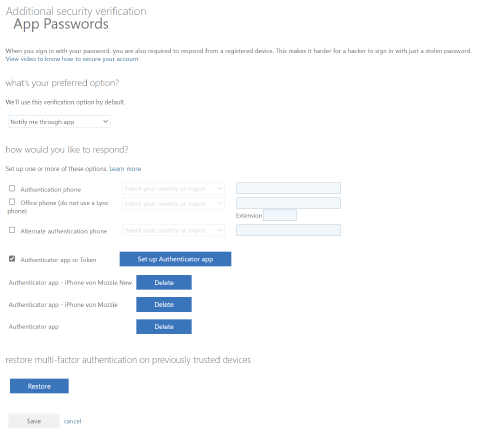 Additional security verification
App Passwords
When you sign in with your password, you are also required to respond from a registered device. This makes it harder for a hacker to sign in with just a stolen password.
View video to know how to secure your account
what's your preferred option?
We'll use this verification option by default.
Notify me through app
how would you like to respond?
Set up one or more of these options. Learn more
Authentication phone Select your country or region
Office phone (do not use a Lync phone) Select your country or region
Extension
Alternate authentication phone Select your country or region
Authenticator app or Token Set up Authenticator app
Authenticator app - iPhone von Mozzie New Delete
Authenticator app - iPhone von Mozzie Delete
Authenticator app Delete
restore multi-factor authentication on previously trusted devices
Restore
Save cancel